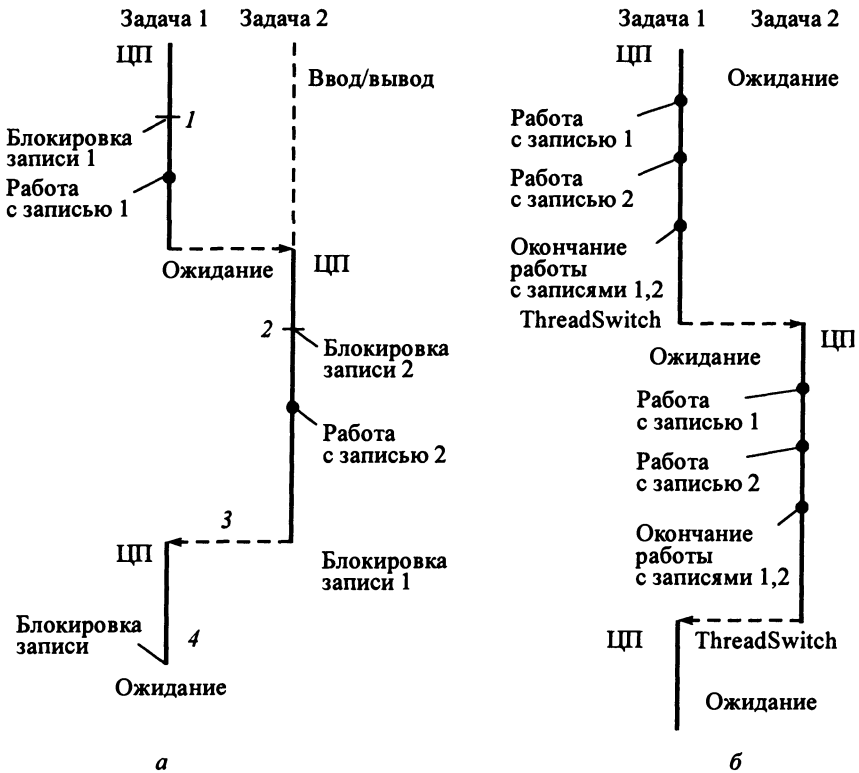 Задача 1 Задача 2
ЦП
Ввод/вывод
1
Блокировка
записи 1
Работа
с записью 1
Ожидание
ЦП
2
Блокировка
записи 2
Работа
с записью 2
3
ЦП
Блокировка
записи 1
Блокировка
записи
4
Ожидание
а
Задача 1 Задача 2
ЦП
Ожидание
Работа
с записью 1
Работа
с записью 2
Окончание
работы
с записями 1,2
ThreadSwitch
ЦП
Ожидание
Работа
с записью 1
Работа
с записью 2
Окончание
работы
с записями 1,2
ЦП
ThreadSwitch
Ожидание
б